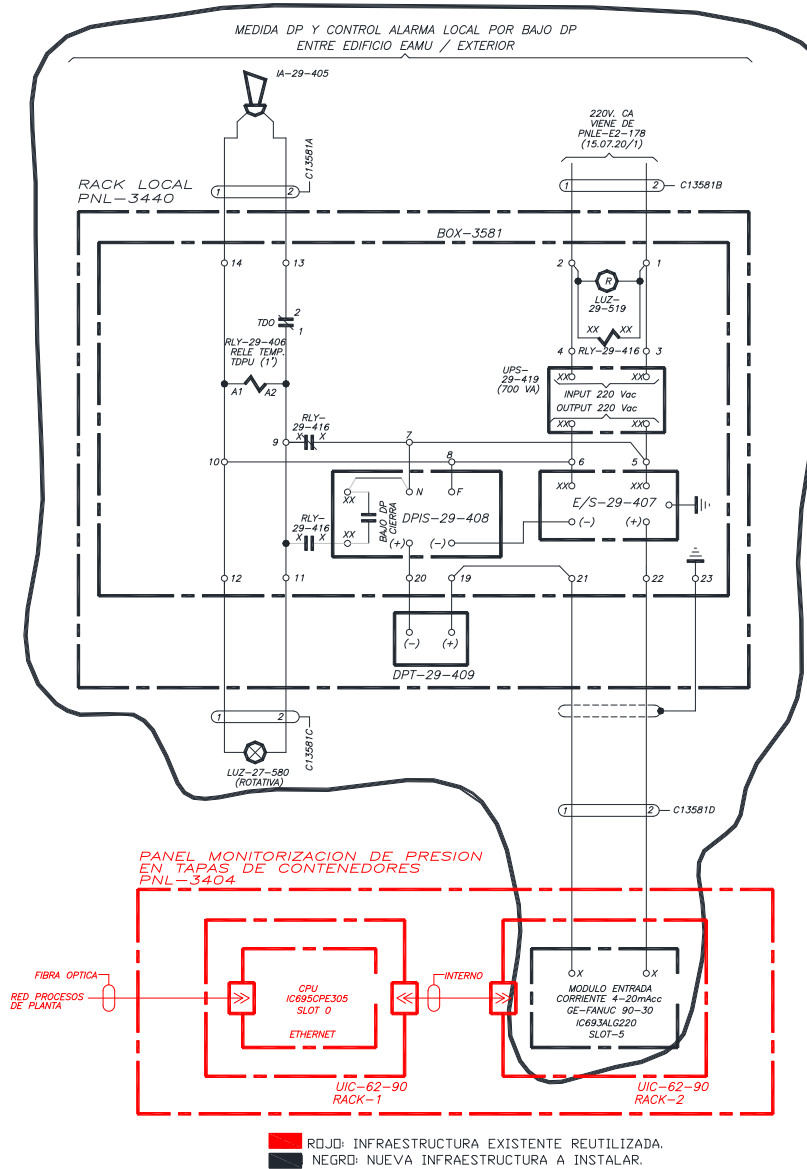 MEDIDA DP Y CONTROL ALARMA LOCAL POR BAJO DP
ENTRE EDIFICIO EAMU / EXTERIOR
IA-29-405
220V. CA
VIENE DE
PNLE-E2-178
(15.07.20/1)
C13581A
1 2
1 2
C13581B
RACK LOCAL
PNL-3440
BOX-3581
14
13
2
1
R
LUZ-
29-519
TDO
2
1
XX XX
RLY-29-406
RELE TEMP.
TDPU (1')
4
RLY-29-416
3
A1 A2
UPS-
29-419
(700 VA)
XX XX
INPUT 220 Vac
OUTPUT 220 Vac
XX XX
RLY-
29-416
X X
9
7
10
8
6
5
XX
N
F
XX XX
E/S-29-407
DPIS-29-408
BAJO DP
CIERRA
RLY-
29-416
X X
XX
(+) (-)
(-) (+)
12
11
20
19
21
22
23
(-) (+)
DPT-29-409
1 2
C13581C
LUZ-27-580
(ROTATIVA)
1 2
C13581D
PANEL MONITORIZACION DE PRESION
EN TAPAS DE CONTENEDORES
PNL-3404
FIBRA OPTICA
RED PROCESOS
DE PLANTA
CPU
IC695CPE305
SLOT 0
ETHERNET
INTERNO
X X
MODULO ENTRADA
CORRIENTE 4-20mAcc
GE-FANUC 90-30
IC693ALG220
SLOT-5
UIC-62-90
RACK-1
UIC-62-90
RACK-2
ROJO: INFRAESTRUCTURA EXISTENTE REUTILIZADA.
NEGRO: NUEVA INFRAESTRUCTURA A INSTALAR.